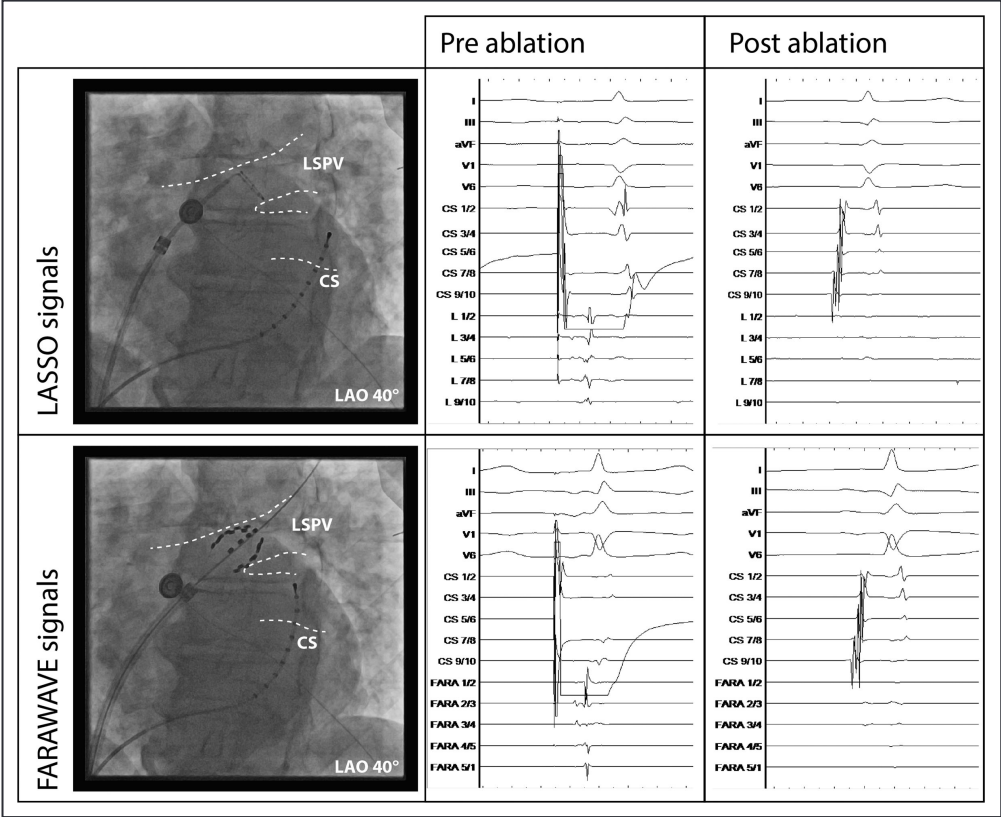 Pre ablation
Post ablation
LASSO signals
LSPV
CS
LAO 40°
I
III
aVF
V1
V6
CS 1/2
CS 3/4
CS 5/6
CS 7/8
CS 9/10
L 1/2
L 3/4
L 5/6
L 7/8
L 9/10
I
III
aVF
V1
V6
CS 1/2
CS 3/4
CS 5/6
CS 7/8
CS 9/10
L 1/2
L 3/4
L 5/6
L 7/8
L 9/10
FARAWAVE signals
LSPV
CS
LAO 40°
I
III
aVF
V1
V6
CS 1/2
CS 3/4
CS 5/6
CS 7/8
CS 9/10
FARA 1/2
FARA 2/3
FARA 3/4
FARA 4/5
FARA 5/1
I
III
aVF
V1
V6
CS 1/2
CS 3/4
CS 5/6
CS 7/8
CS 9/10
FARA 1/2
FARA 2/3
FARA 3/4
FARA 4/5
FARA 5/1